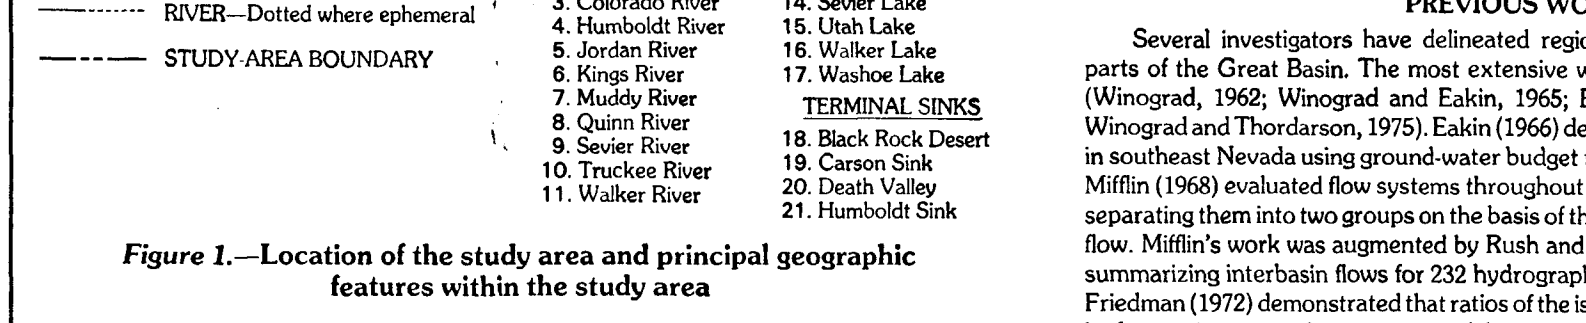 RIVER—Dotted where ephemeral
STUDY-AREA BOUNDARY
3. Colorado River
4. Humboldt River
5. Jordan River
6. Kings River
7. Muddy River
8. Quinn River
9. Sevier River
10. Truckee River
11. Walker River
14. Sevier Lake
15. Utah Lake
16. Walker Lake
17. Washoe Lake
TERMINAL SINKS
18. Black Rock Desert
19. Carson Sink
20. Death Valley
21. Humboldt Sink
Figure 1.—Location of the study area and principal geographic
features within the study area
PREVIOUS WO
Several investigators have delineated regio
parts of the Great Basin. The most extensive w
(Winograd, 1962; Winograd and Eakin, 1965; E
Winograd and Thordarson, 1975). Eakin (1966) de
in southeast Nevada using ground-water budget
Mifflin (1968) evaluated flow systems throughout
separating them into two groups on the basis of th
flow. Mifflin's work was augmented by Rush and
summarizing interbasin flows for 232 hydrograph
Friedman (1972) demonstrated that ratios of the is